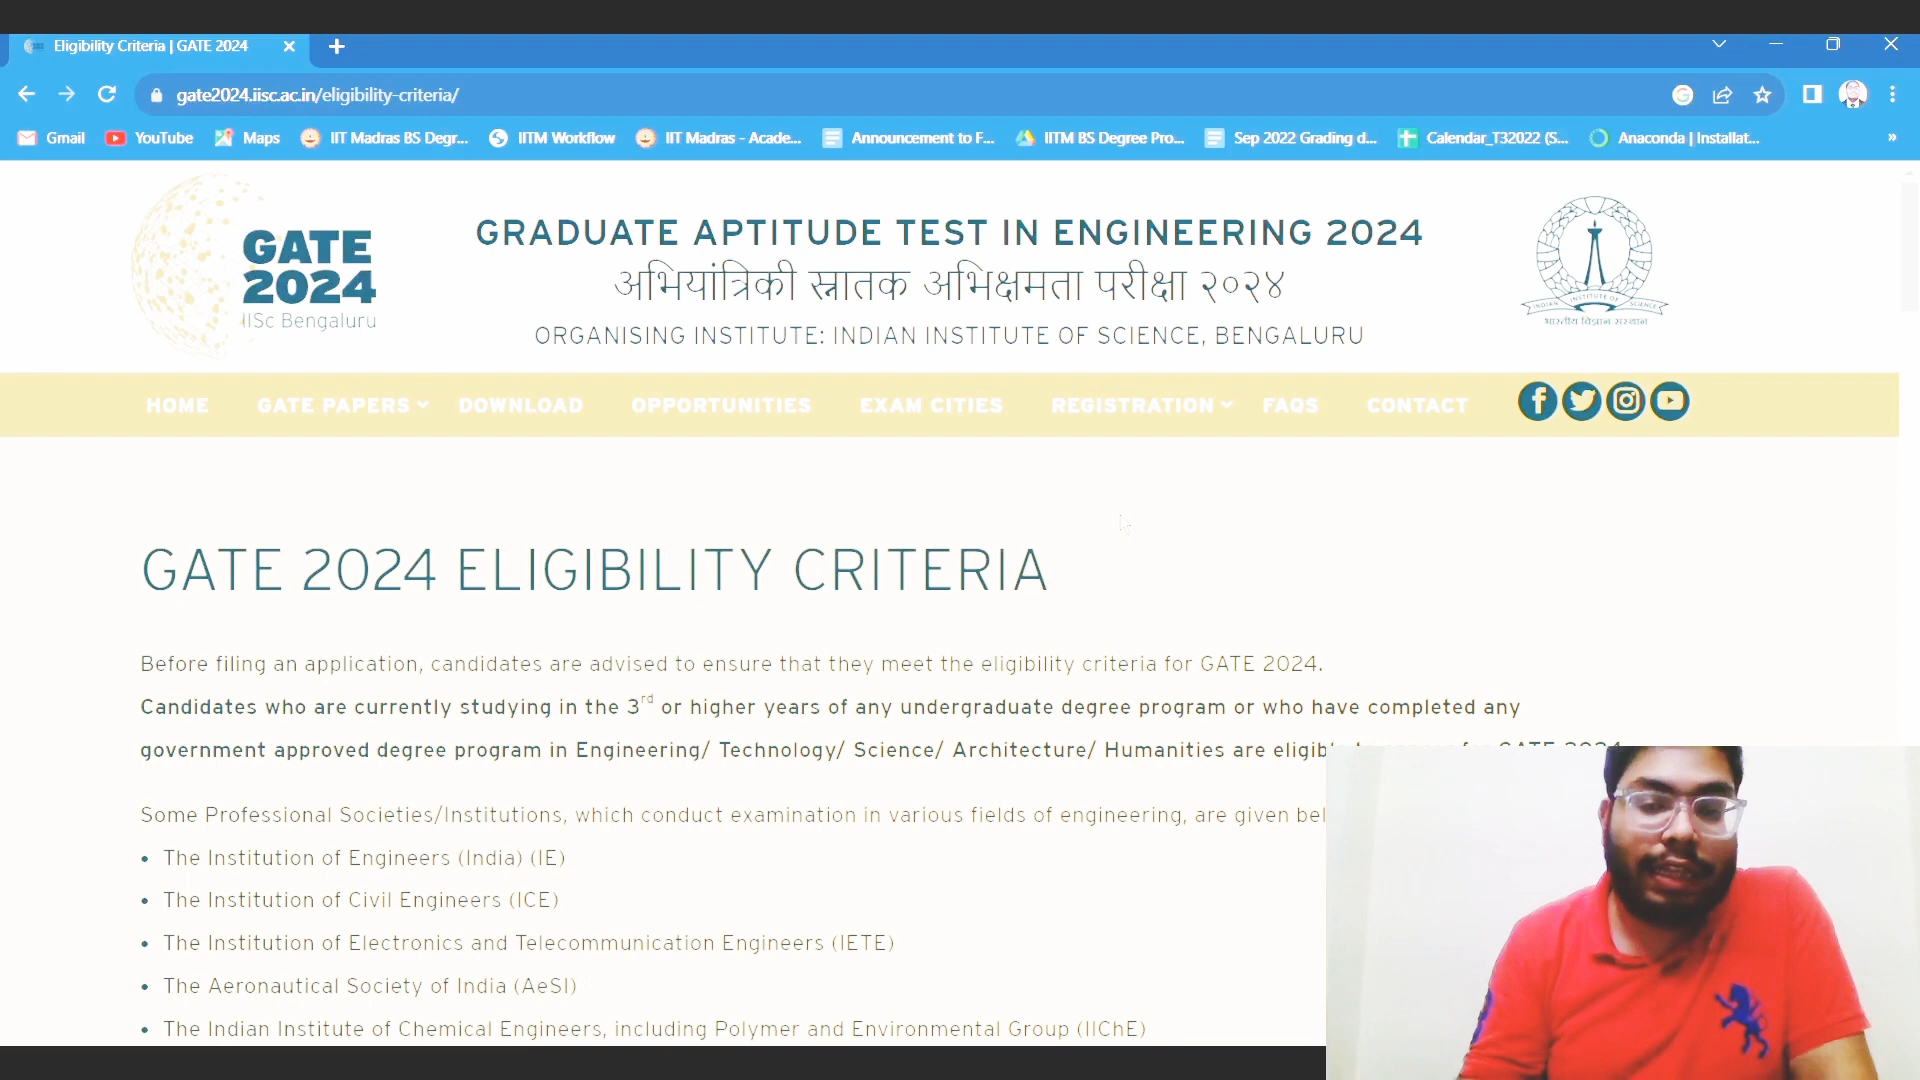 Eligibility Criteria | GATE 2024
gate2024.iisc.ac.in/eligibility-criteria/
Gmail YouTube Maps IIT Madras BS Degr... IITM Workflow IIT Madras - Acade... Announcement to F... IITM BS Degree Pro... Sep 2022 Grading d... Calendar_T32022 (S... Anaconda | Installat... »
GATE
2024
IISc Bengaluru
GRADUATE APTITUDE TEST IN ENGINEERING 2024
अभियांत्रिकी स्नातक अभिक्षमता परीक्षा २०२४
ORGANISING INSTITUTE: INDIAN INSTITUTE OF SCIENCE, BENGALURU
INDIAN INSTITUTE OF SCIENCE
भारतीय विज्ञान संस्थान
HOME GATE PAPERS DOWNLOAD OPPORTUNITIES EXAM CITIES REGISTRATION FAQS CONTACT
GATE 2024 ELIGIBILITY CRITERIA
Before filing an application, candidates are advised to ensure that they meet the eligibility criteria for GATE 2024.
Candidates who are currently studying in the 3rd or higher years of any undergraduate degree program or who have completed any
government approved degree program in Engineering/ Technology/ Science/ Architecture/ Humanities are
Some Professional Societies/Institutions, which conduct examination in various fields of engineering, are given
• The Institution of Engineers (India) (IE)
• The Institution of Civil Engineers (ICE)
• The Institution of Electronics and Telecommunication Engineers (IETE)
• The Aeronautical Society of India (AeSI)
• The Indian Institute of Chemical Engineers, including Polymer and Environmental Group (IIChE)